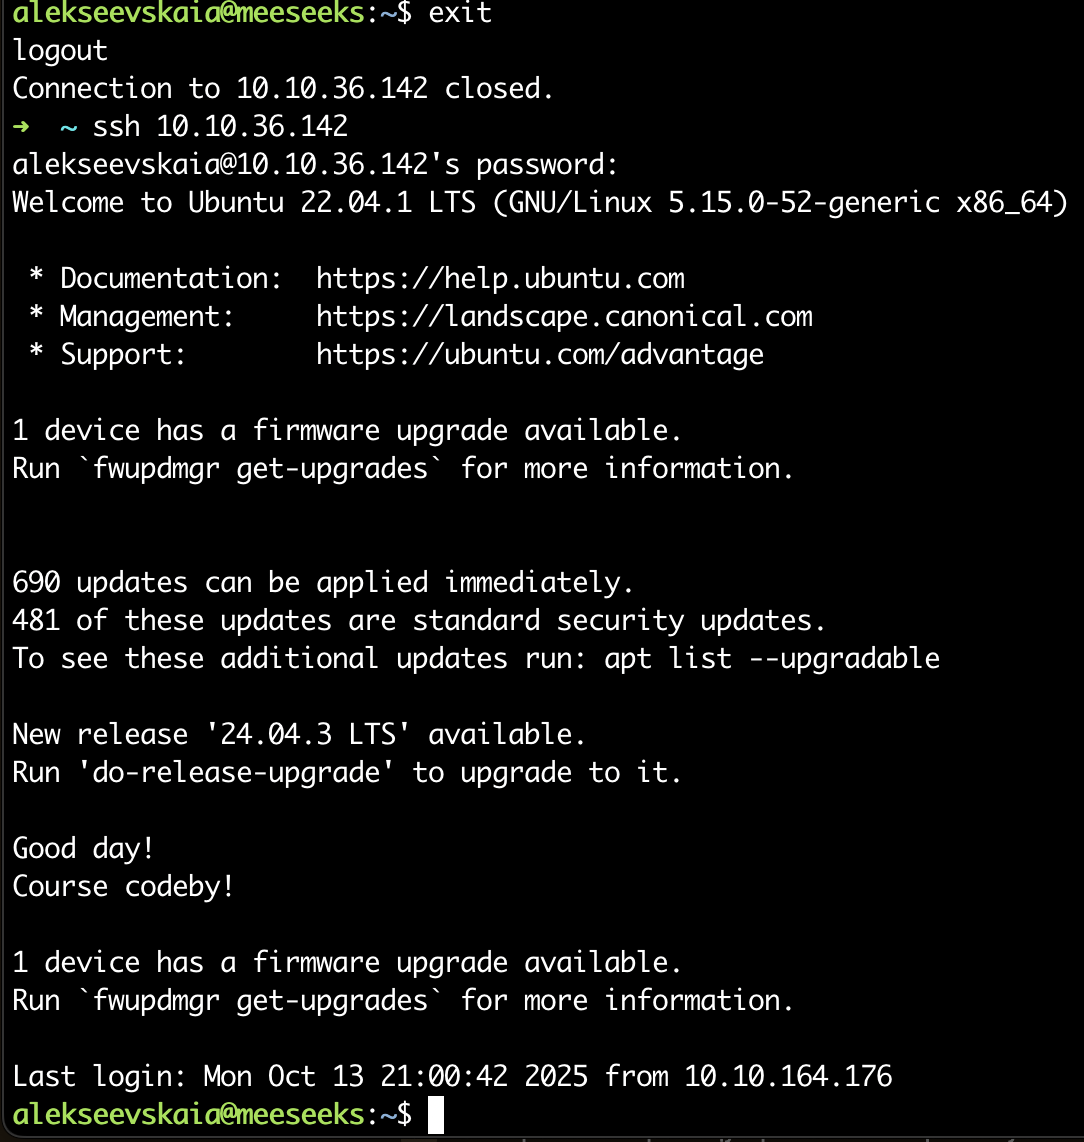 alekseevskaia@meeseeks:~$ exit
logout
Connection to 10.10.36.142 closed.
➜  ~ ssh 10.10.36.142
alekseevskaia@10.10.36.142's password:
Welcome to Ubuntu 22.04.1 LTS (GNU/Linux 5.15.0-52-generic x86_64)
 * Documentation:  https://help.ubuntu.com
 * Management:     https://landscape.canonical.com
 * Support:        https://ubuntu.com/advantage
1 device has a firmware upgrade available.
Run `fwupdmgr get-upgrades` for more information.
690 updates can be applied immediately.
481 of these updates are standard security updates.
To see these additional updates run: apt list --upgradable
New release '24.04.3 LTS' available.
Run 'do-release-upgrade' to upgrade to it.
Good day!
Course codeby!
1 device has a firmware upgrade available.
Run `fwupdmgr get-upgrades` for more information.
Last login: Mon Oct 13 21:00:42 2025 from 10.10.164.176
alekseevskaia@meeseeks:~$